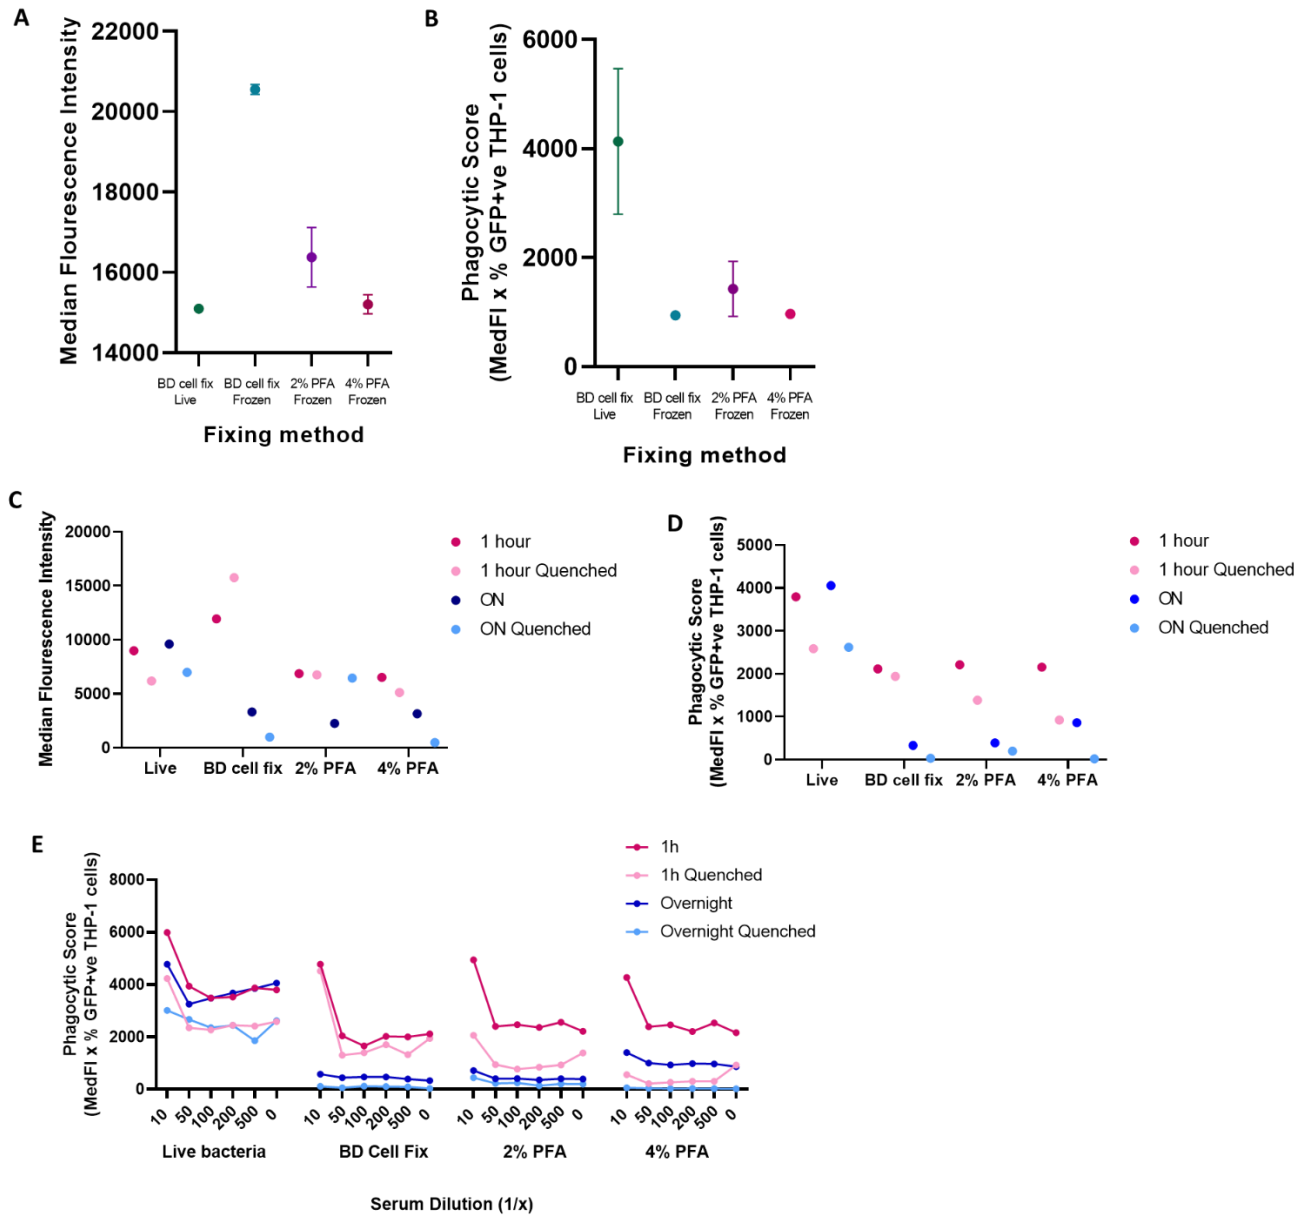 A
Median Flourescence Intensity
22000
20000
18000
16000
14000
BD cell fix
Live
BD cell fix
Frozen
2% PFA
Frozen
4% PFA
Frozen
Fixing method
B
Phagocytic Score
(MedFI x % GFP+ve THP-1 cells)
6000
4000
2000
0
BD cell fix
Live
BD cell fix
Frozen
2% PFA
Frozen
4% PFA
Frozen
Fixing method
C
Median Flourescence Intensity
20000
15000
10000
5000
0
Live
BD cell fix
2% PFA
4% PFA
1 hour
1 hour Quenched
ON
ON Quenched
D
Phagocytic Score
(MedFI x % GFP+ve THP-1 cells)
5000
4000
3000
2000
1000
0
Live
BD cell fix
2% PFA
4% PFA
1 hour
1 hour Quenched
ON
ON Quenched
E
Phagocytic Score
(MedFI x % GFP+ve THP-1 cells)
8000
6000
4000
2000
0
10
50
100
200
500
0
10
50
100
200
500
0
10
50
100
200
500
0
10
50
100
200
500
0
Live bacteria
BD Cell Fix
2% PFA
4% PFA
Serum Dilution (1/x)
1h
1h Quenched
Overnight
Overnight Quenched